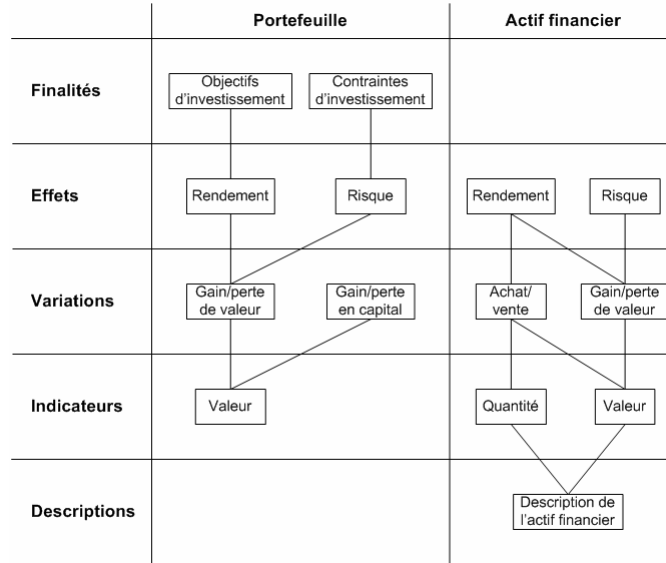 Portefeuille Actif financier
Finalités
Objectifs
d'investissement
Contraintes
d'investissement
Effets
Rendement
Risque
Rendement
Risque
Variations
Gain/perte
de valeur
Gain/perte
en capital
Achat/
vente
Gain/perte
de valeur
Indicateurs
Valeur
Quantité
Valeur
Descriptions
Description de
l'actif financier